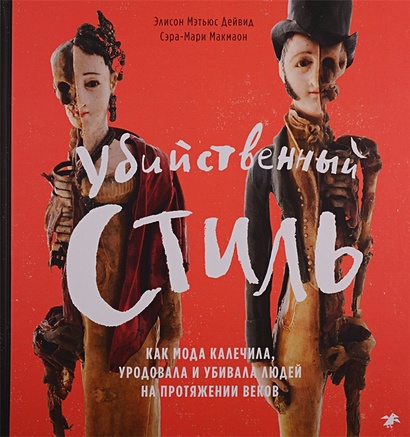 Элисон Мэтьюс Дейвид
Сэра-Мари Макмаон
Убийственный
Стиль
КАК МОДА КАЛЕЧИЛА,
УРОДОВАЛА И УБИВАЛА ЛЮДЕЙ
НА ПРОТЯЖЕНИИ ВЕКОВ